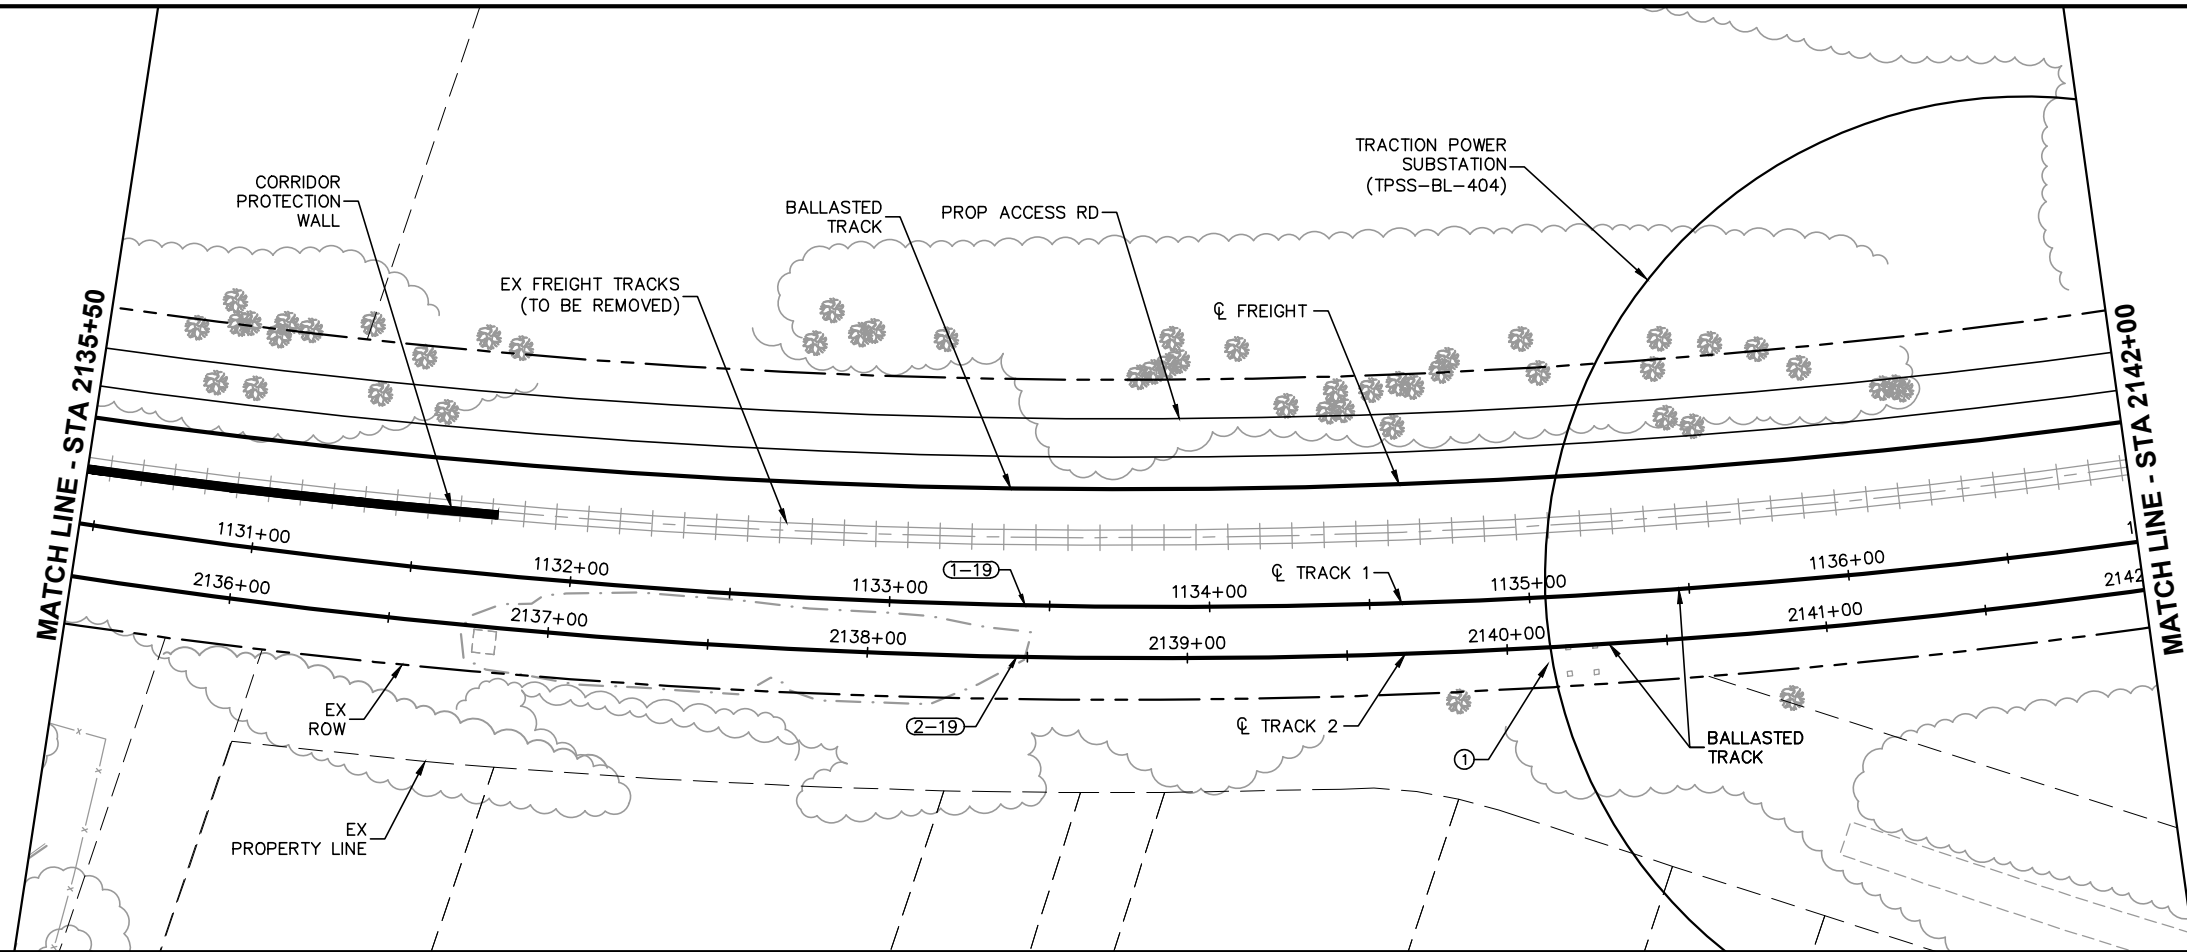 TRACTION POWER
SUBSTATION
(TPSS-BL-404)
CORRIDOR
PROTECTION
WALL
BALLASTED
TRACK
PROP ACCESS RD
EX FREIGHT TRACKS
(TO BE REMOVED)
℄ FREIGHT
MATCH LINE - STA 2135+50
MATCH LINE - STA 2142+00
1131+00
1132+00
1133+00
1-19
1134+00
℄ TRACK 1
1135+00
1136+00
1
2136+00
2137+00
2138+00
2139+00
2140+00
2141+00
2142
EX
ROW
2-19
℄ TRACK 2
1
BALLASTED
TRACK
EX
PROPERTY LINE